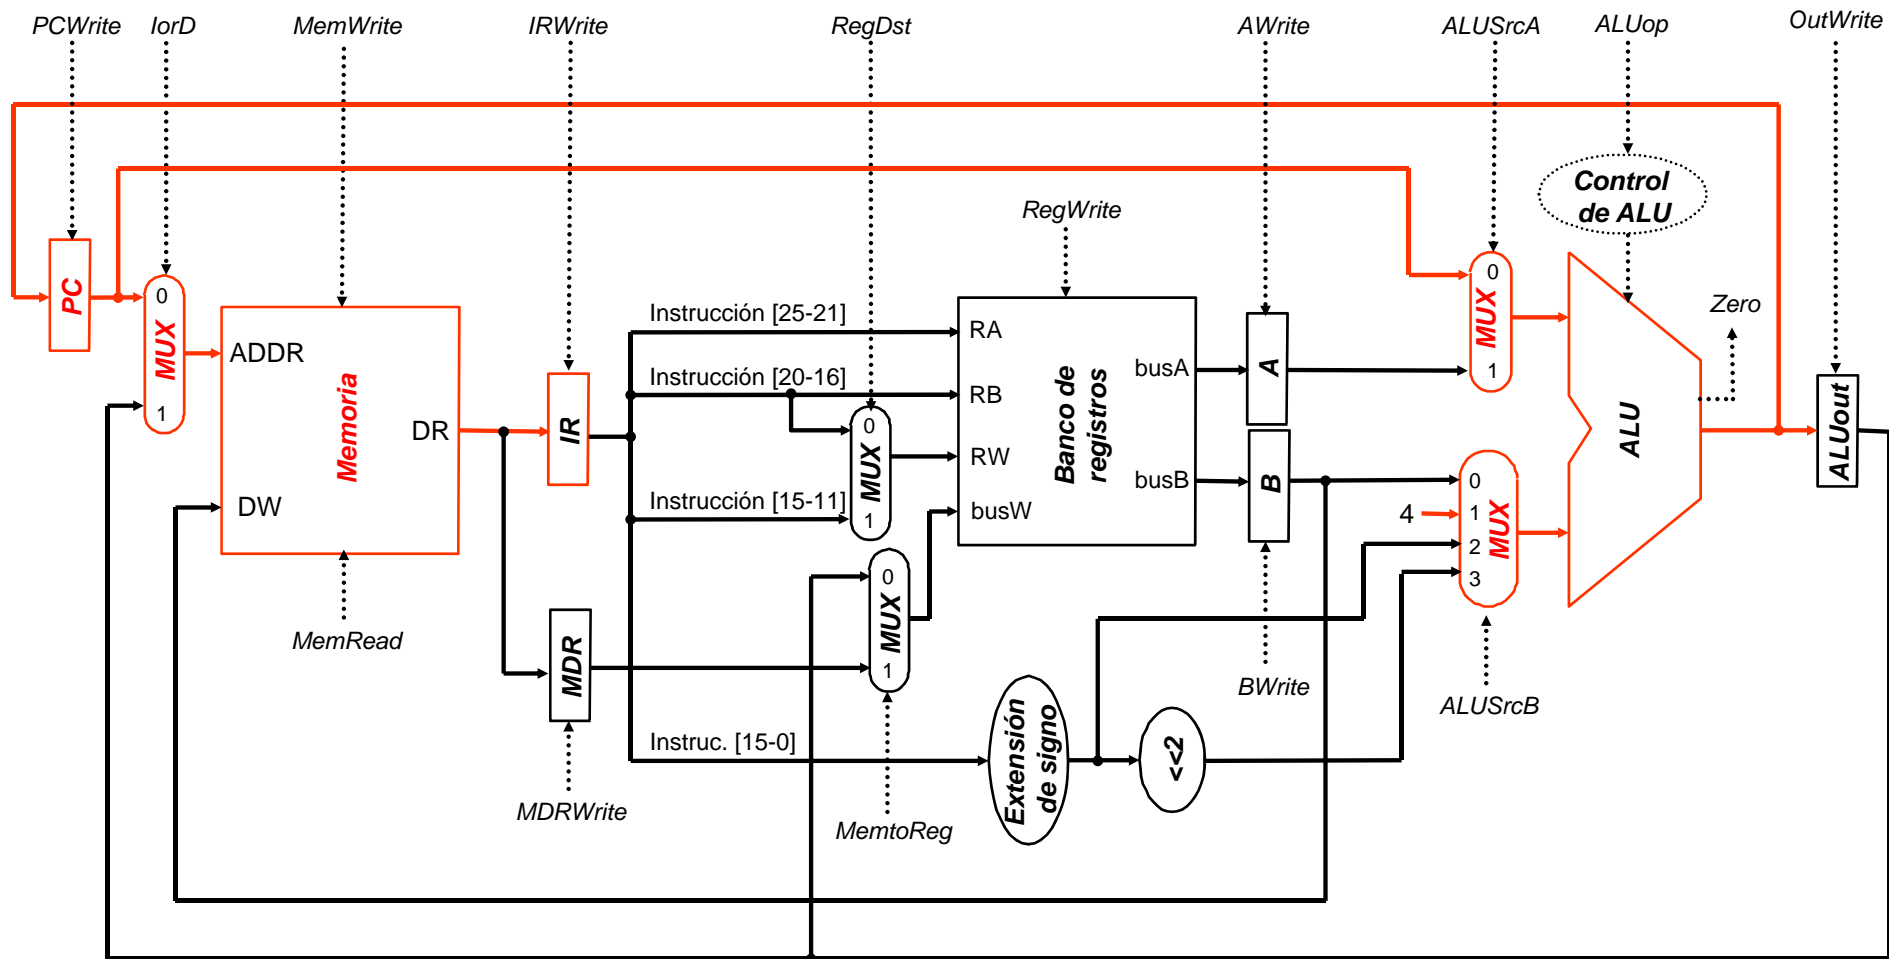 PCWrite
IorD
MemWrite
IRWrite
RegDst
AWrite
ALUSrcA
ALUop
OutWrite
Control
de ALU
RegWrite
Zero
PC
0
MUX
1
ADDR
Memoria
DR
DW
MemRead
IR
MDR
MDRWrite
Instrucción [25-21]
Instrucción [20-16]
Instrucción [15-11]
Instruc. [15-0]
0
MUX
1
0
MUX
1
MemtoReg
RA
RB
RW
busW
Banco de
registros
busA
busB
A
B
BWrite
Extensión
de signo
<<2
0
MUX
1
4
0
1
2
3
MUX
ALUSrcB
ALU
ALUout